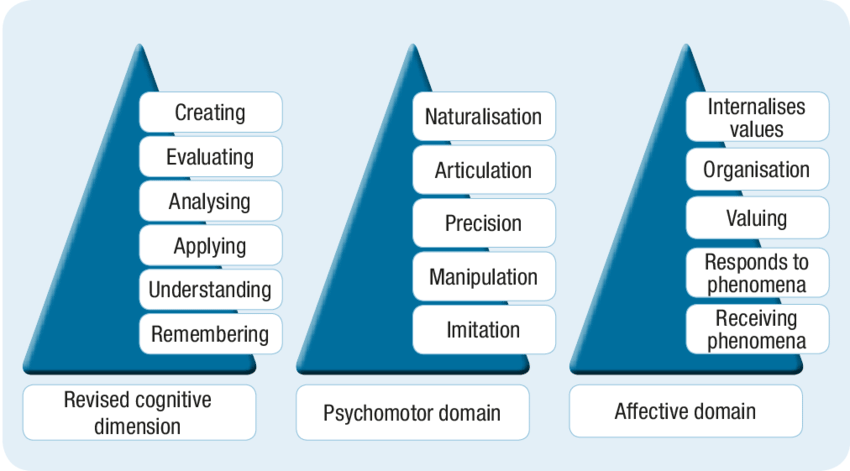 Creating
Evaluating
Analysing
Applying
Understanding
Remembering
Revised cognitive
dimension
Naturalisation
Articulation
Precision
Manipulation
Imitation
Psychomotor domain
Internalises
values
Organisation
Valuing
Responds to
phenomena
Receiving
phenomena
Affective domain